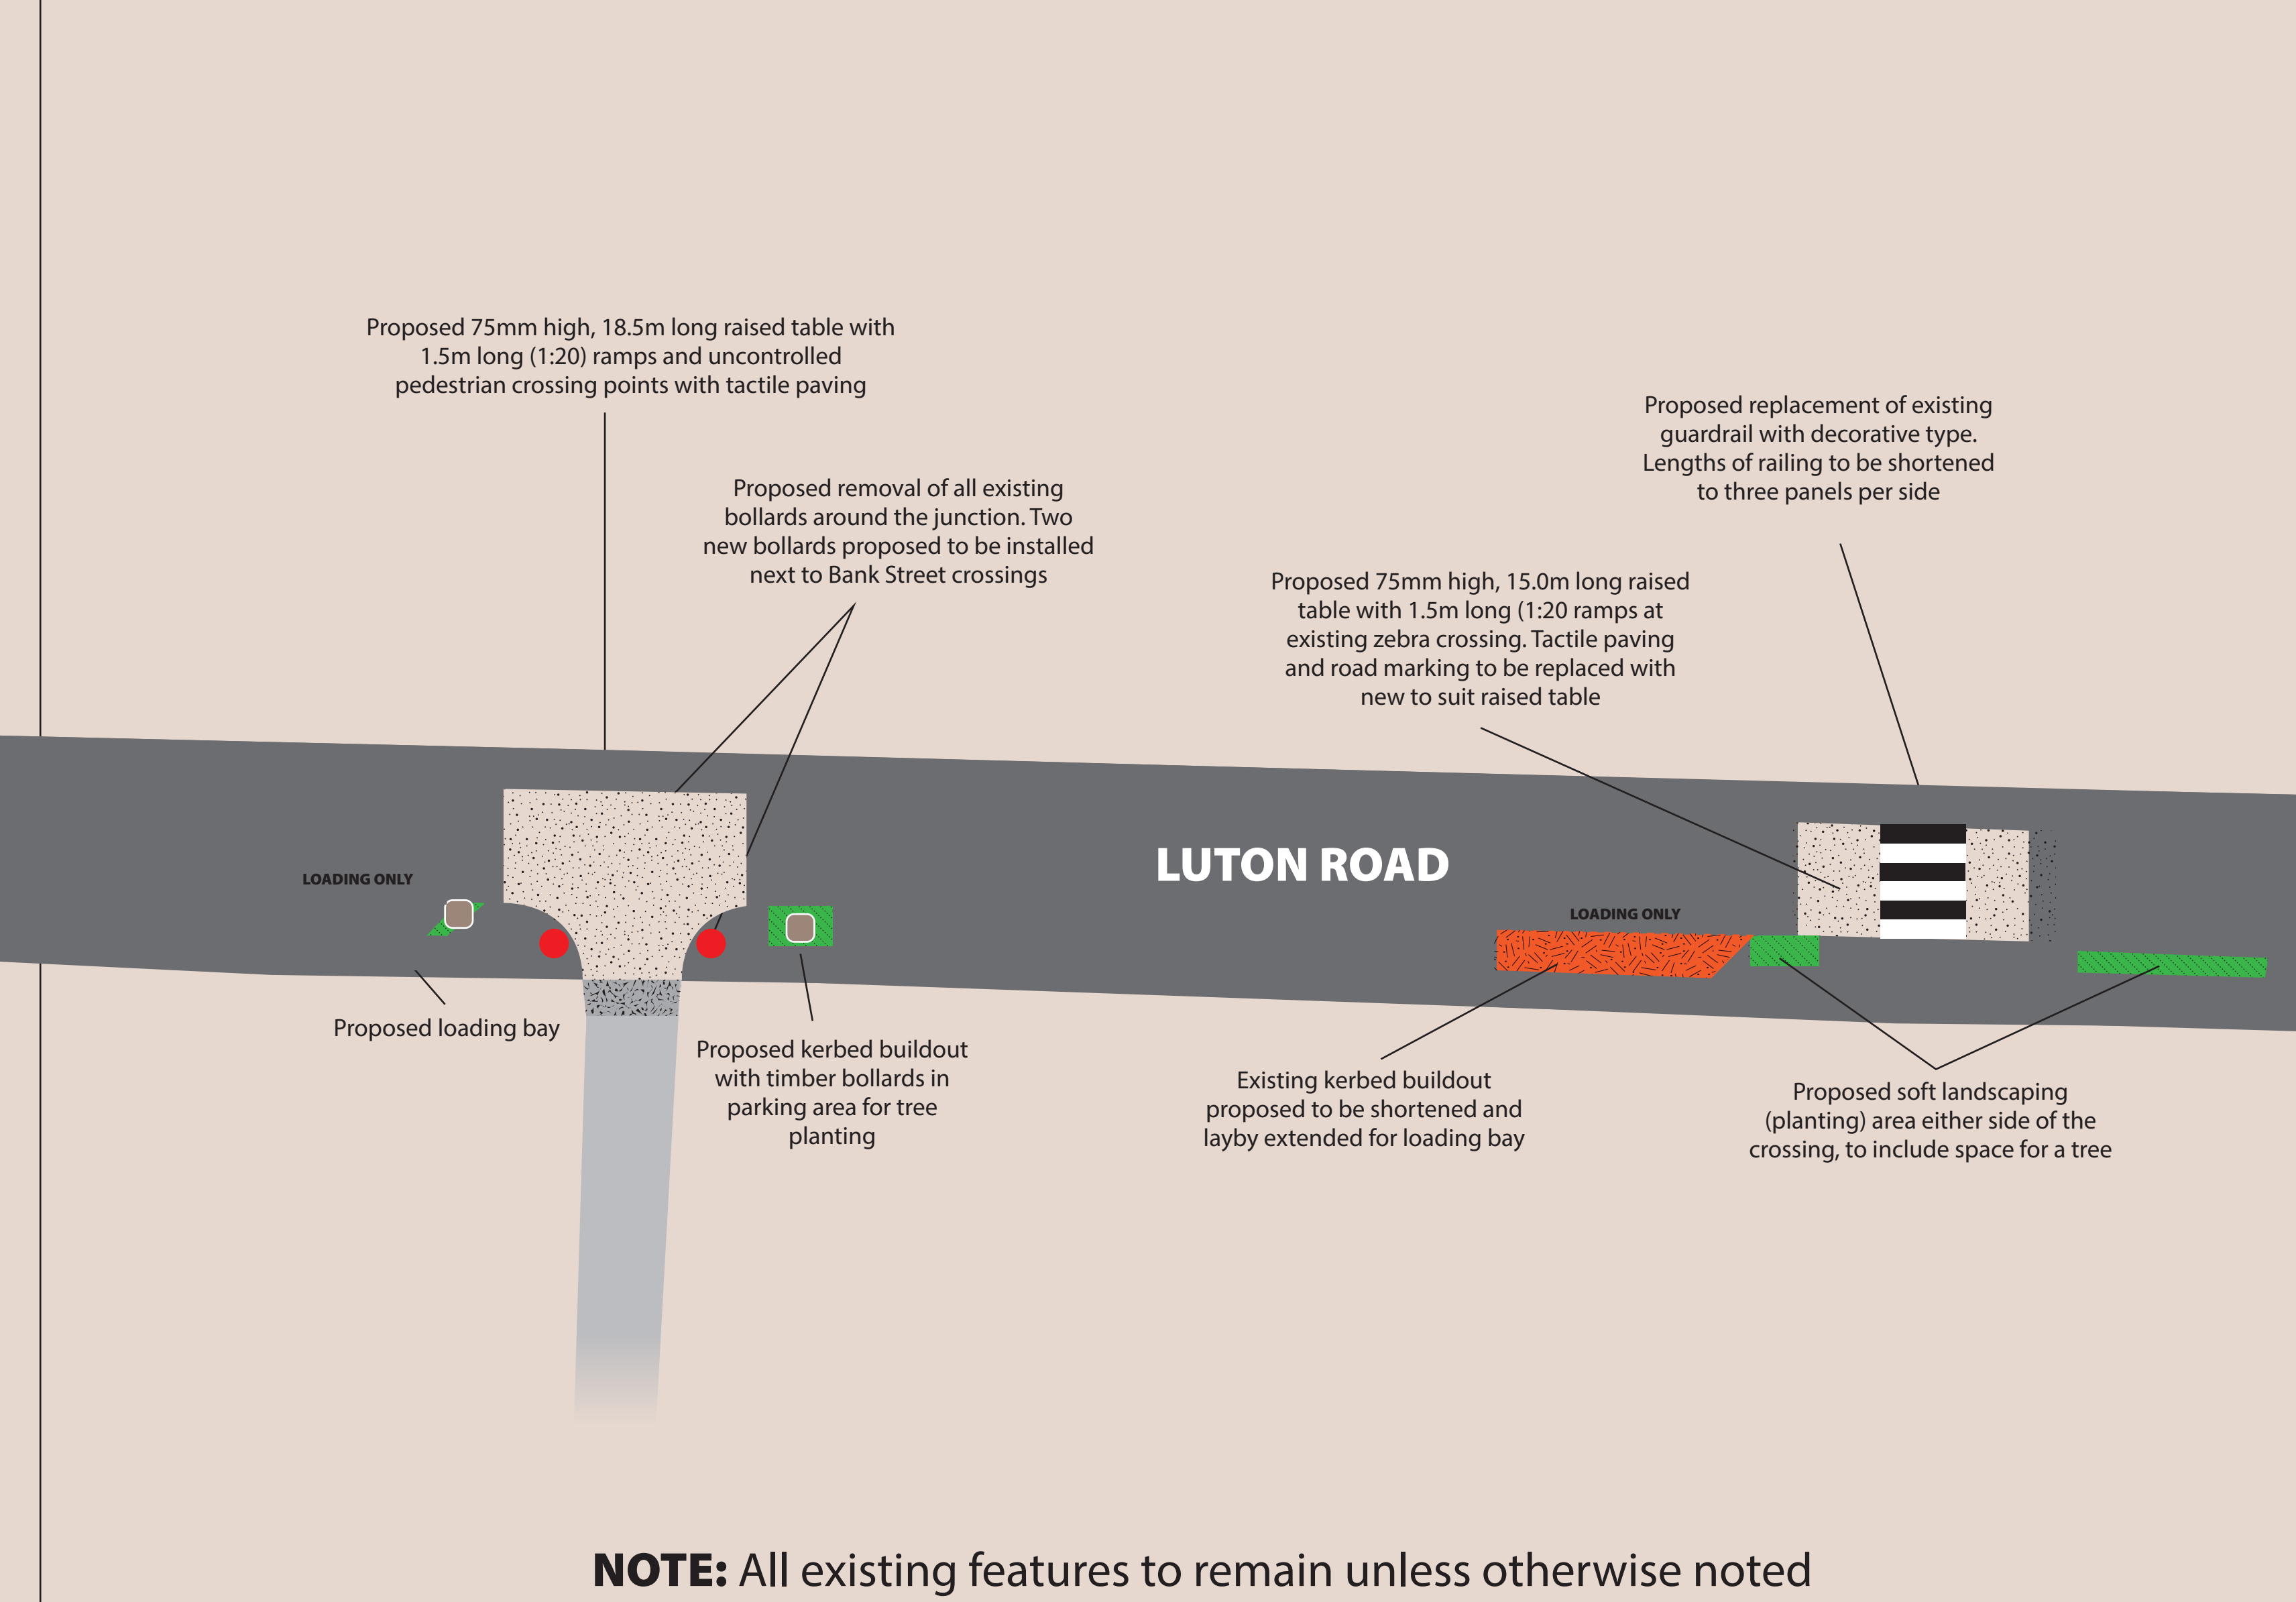 Proposed 75mm high, 18.5m long raised table with
1.5m long (1:20) ramps and uncontrolled
pedestrian crossing points with tactile paving
Proposed removal of all existing
bollards around the junction. Two
new bollards proposed to be installed
next to Bank Street crossings
Proposed replacement of existing
guardrail with decorative type.
Lengths of railing to be shortened
to three panels per side
Proposed 75mm high, 15.0m long raised
table with 1.5m long (1:20 ramps at
existing zebra crossing. Tactile paving
and road marking to be replaced with
new to suit raised table
LUTON ROAD
LOADING ONLY
LOADING ONLY
Proposed loading bay
Proposed kerbed buildout
with timber bollards in
parking area for tree
planting
Existing kerbed buildout
proposed to be shortened and
layby extended for loading bay
Proposed soft landscaping
(planting) area either side of the
crossing, to include space for a tree
NOTE: All existing features to remain unless otherwise noted